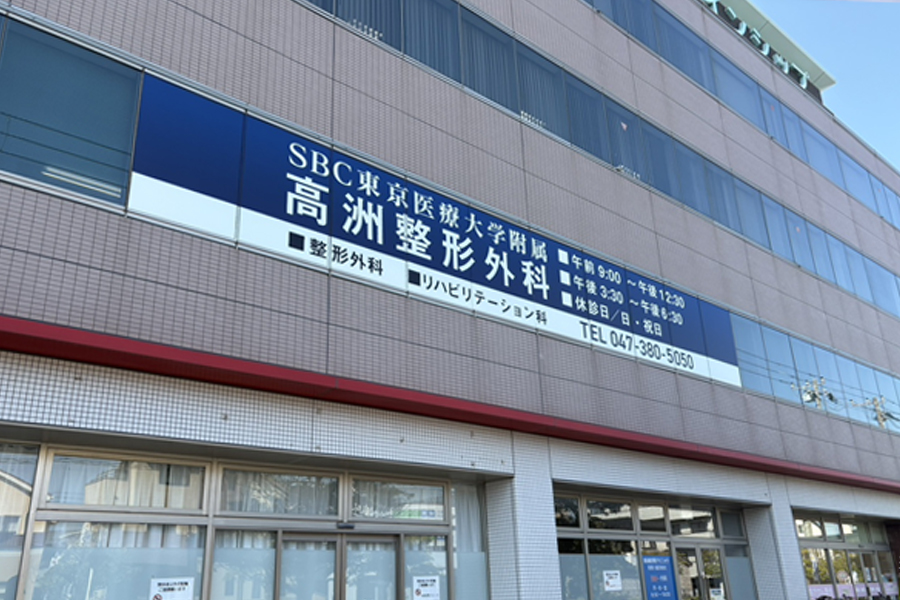 SBC東京医療大学附属
高洲整形外科
■整形外科
■リハビリテーション科
■午前 9:00 ～午後 12:30
■午後 3:30 ～午後 6:30
■休診日／日・祝日
TEL 047-380-5050